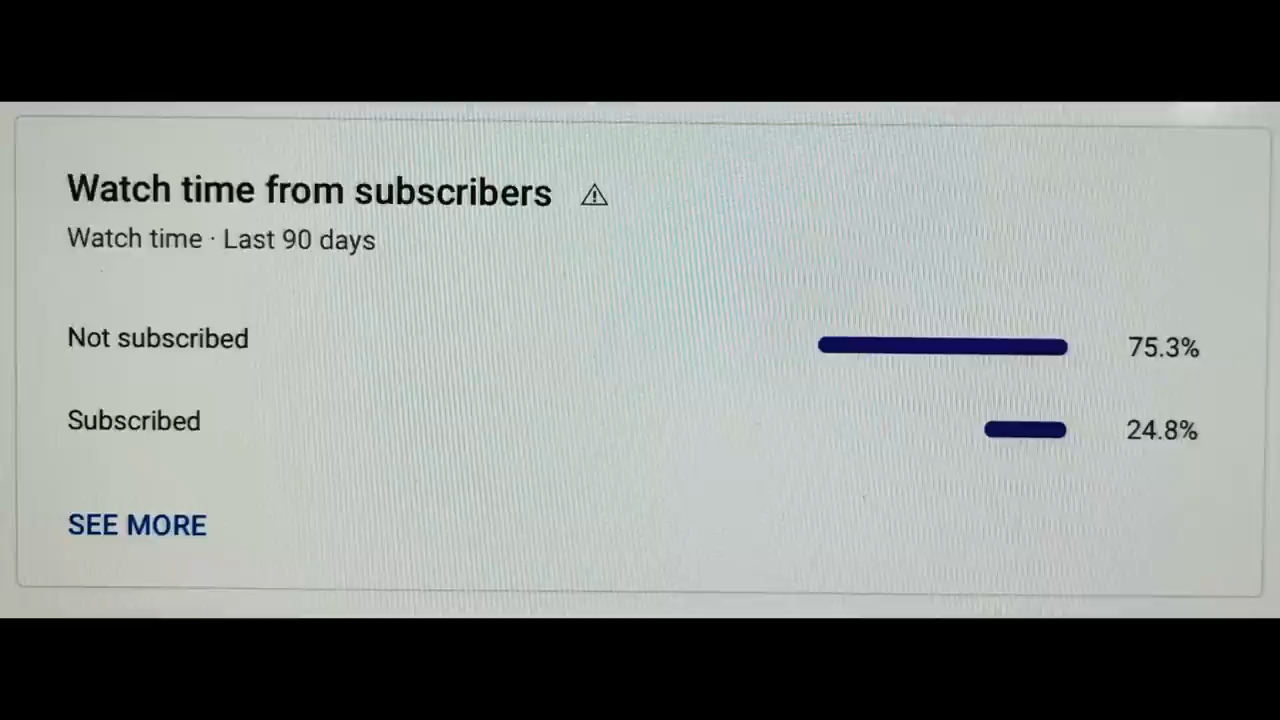 Watch time from subscribers
Watch time · Last 90 days
Not subscribed 75.3%
Subscribed 24.8%
SEE MORE